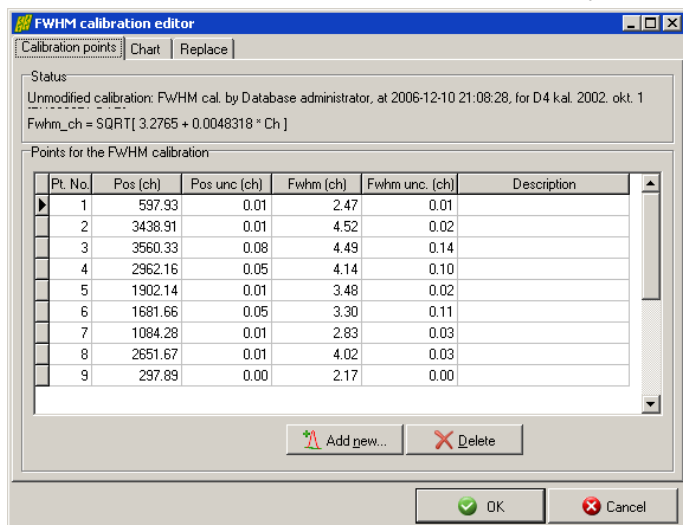 FWHM calibration editor
Calibration points Chart Replace
Status
Unmodified calibration: FWHM cal. by Database administrator, at 2006-12-10 21:08:28, for D4 kal. 2002. okt. 1
Fwhm_ch = SQRT[ 3.2765 + 0.0048318 * Ch ]
Points for the FWHM calibration
Pt. No. Pos (ch) Pos unc (ch) Fwhm (ch) Fwhm unc. (ch) Description
1 597.93 0.01 2.47 0.01
2 3438.91 0.01 4.52 0.02
3 3560.33 0.08 4.49 0.14
4 2962.16 0.05 4.14 0.10
5 1902.14 0.01 3.48 0.02
6 1681.66 0.05 3.30 0.11
7 1084.28 0.01 2.83 0.03
8 2651.67 0.01 4.02 0.03
9 297.89 0.00 2.17 0.00
Add new... Delete
OK Cancel